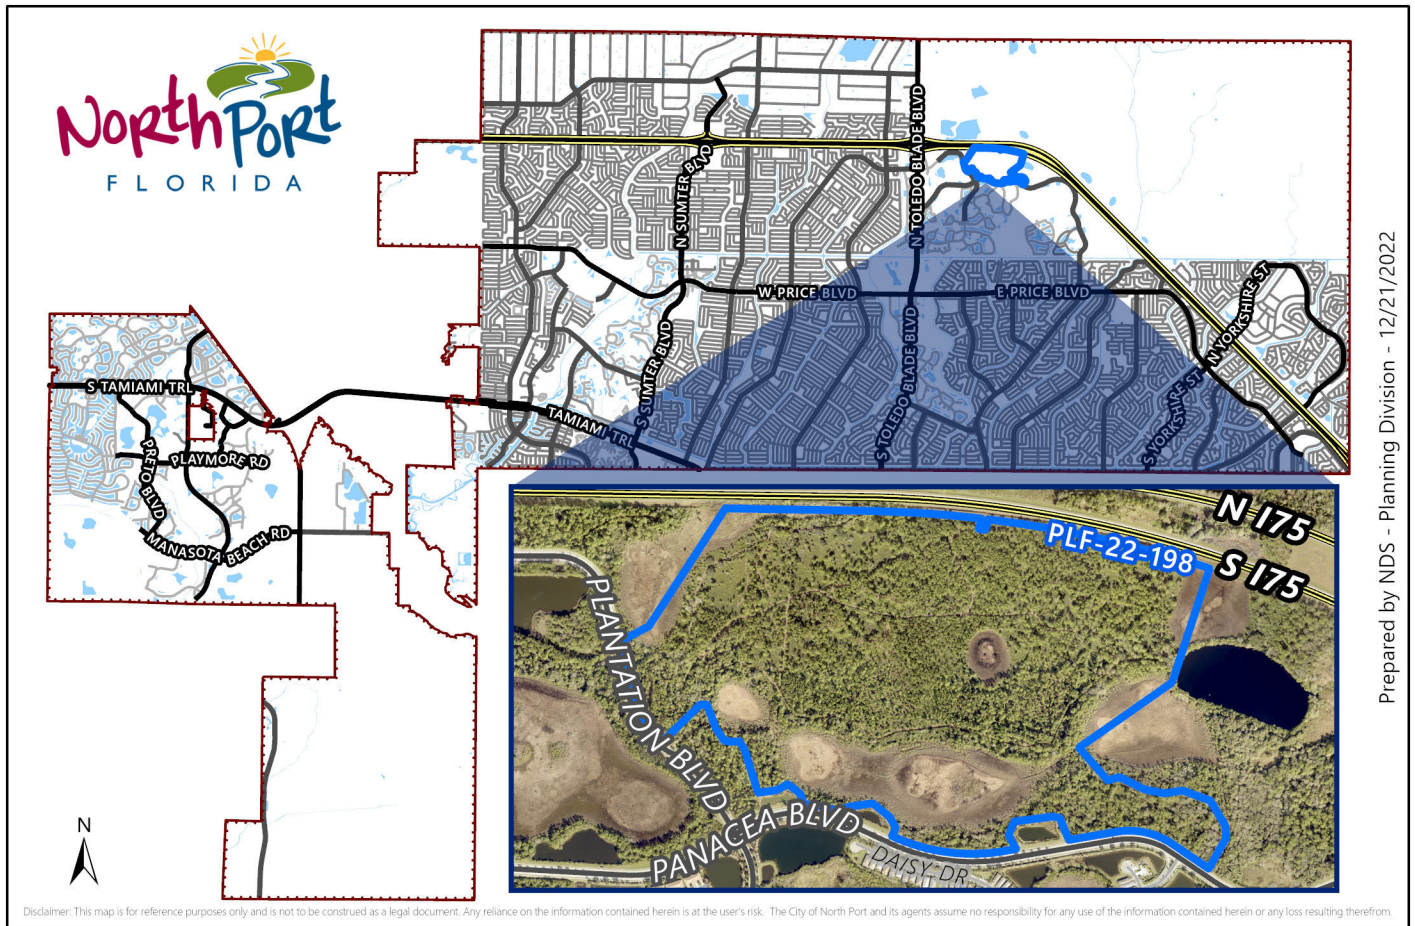 North Port
FLORIDA
N SUMTER BLVD
N TOLEDO BLADE BLVD
W PRICE BLVD
E PRICE BLVD
N YORKSHIRE ST
S SUMTER BLVD
S TOLEDO BLADE BLVD
S YORKSHIRE ST
S TAMIAMI TRL
TAMIAMI TRL
PLAYMORE RD
PRETO BLVD
MANASOTA BEACH RD
N I75
S I75
PLF-22-198
PLANTATION BLVD
PANACEA BLVD
DAISY DR
N
Prepared by NDS - Planning Division - 12/21/2022
Disclaimer: This map is for reference purposes only and is not to be construed as a legal document. Any reliance on the information contained herein is at the user's risk. The City of North Port and its agents assume no responsibility for any use of the information contained herein or any loss resulting therefrom.